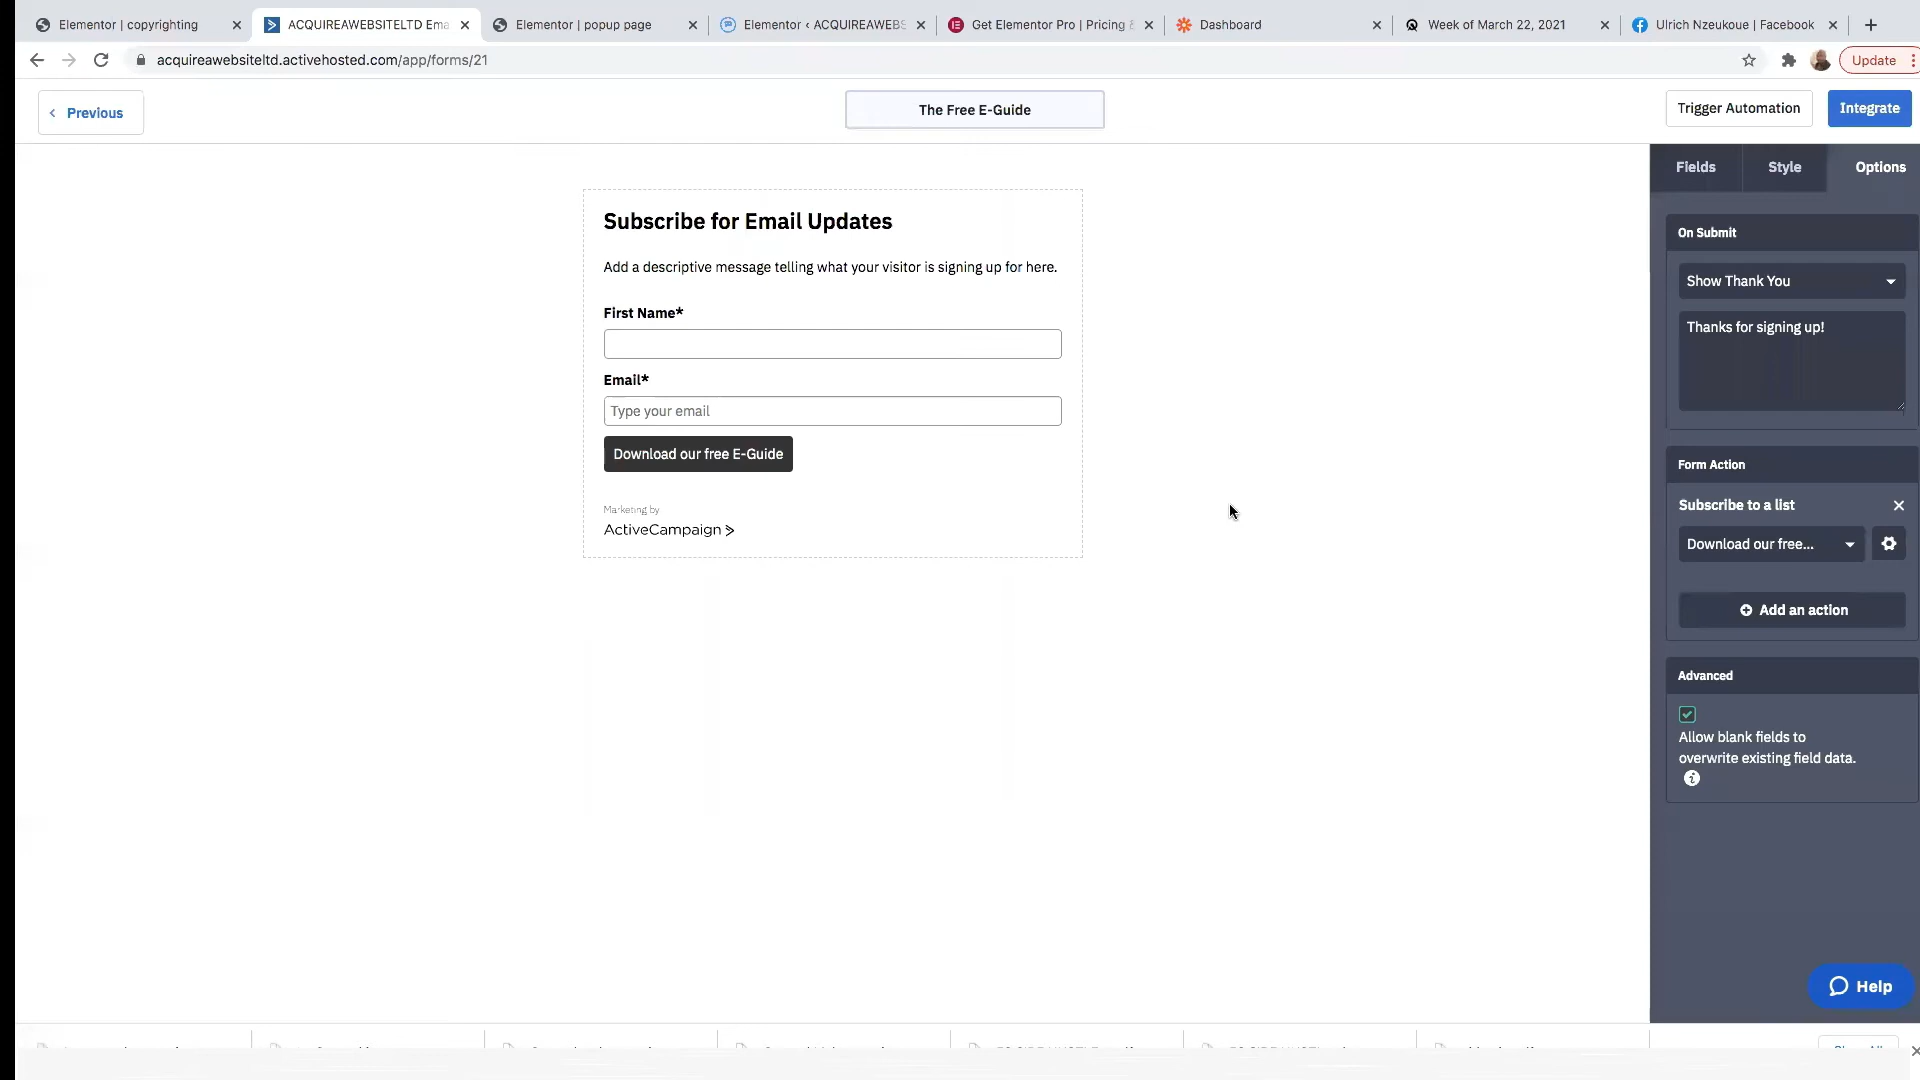 Elementor | copyrighting
ACQUIREAWEBSITELTD Ema
Elementor | popup page
Elementor ‹ ACQUIREAWEBS
Get Elementor Pro | Pricing &
Dashboard
Week of March 22, 2021
Ulrich Nzeukoue | Facebook
acquireawebsiteltd.activehosted.com/app/forms/21
Update
Previous
The Free E-Guide
Trigger Automation
Integrate
Fields
Style
Options
Subscribe for Email Updates
Add a descriptive message telling what your visitor is signing up for here.
First Name*
Email*
Type your email
Download our free E-Guide
Marketing by
ActiveCampaign >
On Submit
Show Thank You
Thanks for signing up!
Form Action
Subscribe to a list
Download our free...
Add an action
Advanced
Allow blank fields to
overwrite existing field data.
Help